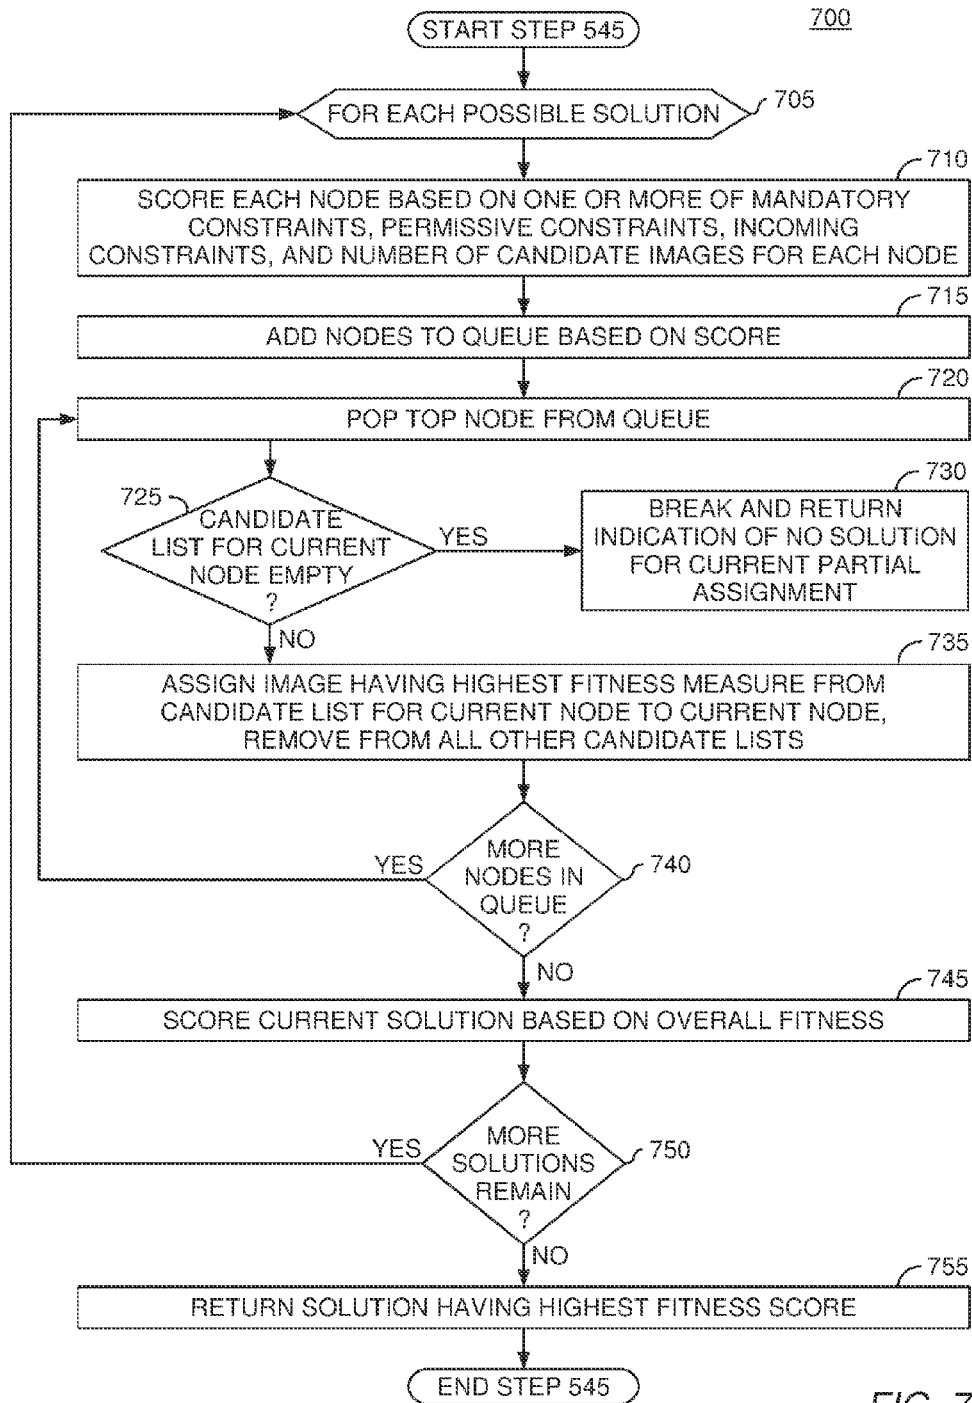 START STEP 545
700
FOR EACH POSSIBLE SOLUTION
705
710
SCORE EACH NODE BASED ON ONE OR MORE OF MANDATORY
CONSTRAINTS, PERMISSIVE CONSTRAINTS, INCOMING
CONSTRAINTS, AND NUMBER OF CANDIDATE IMAGES FOR EACH NODE
715
ADD NODES TO QUEUE BASED ON SCORE
720
POP TOP NODE FROM QUEUE
725
CANDIDATE
LIST FOR CURRENT
NODE EMPTY
?
YES
730
BREAK AND RETURN
INDICATION OF NO SOLUTION
FOR CURRENT PARTIAL
ASSIGNMENT
NO
735
ASSIGN IMAGE HAVING HIGHEST FITNESS MEASURE FROM
CANDIDATE LIST FOR CURRENT NODE TO CURRENT NODE,
REMOVE FROM ALL OTHER CANDIDATE LISTS
YES
MORE
NODES IN
QUEUE
?
740
NO
745
SCORE CURRENT SOLUTION BASED ON OVERALL FITNESS
YES
MORE
SOLUTIONS
REMAIN
?
750
NO
755
RETURN SOLUTION HAVING HIGHEST FITNESS SCORE
END STEP 545
FIG. 7